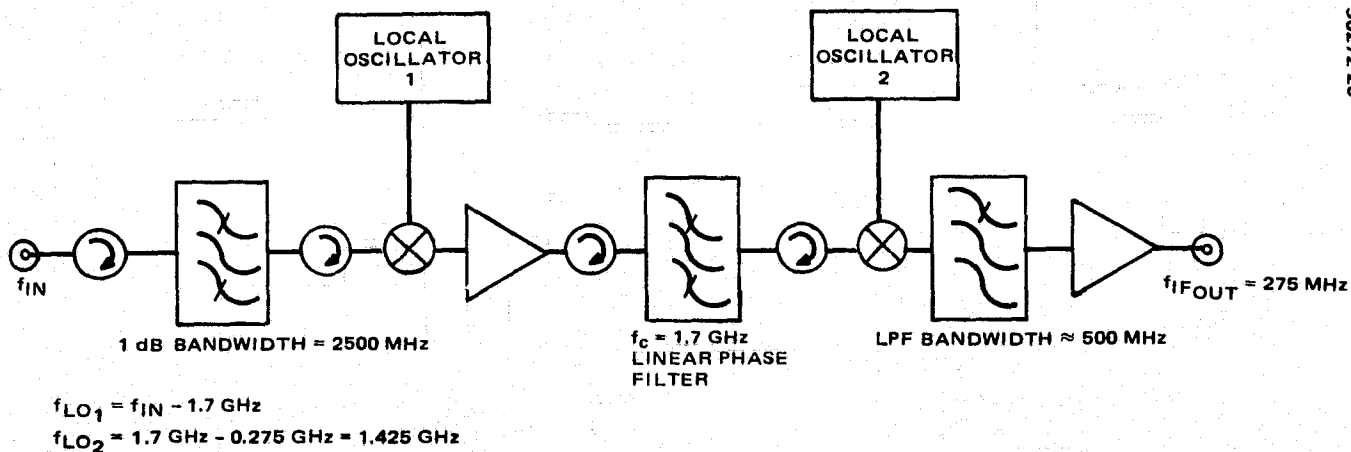 LOCAL
OSCILLATOR
1
LOCAL
OSCILLATOR
2
fIN
1 dB BANDWIDTH = 2500 MHz
fc = 1.7 GHz
LINEAR PHASE
FILTER
LPF BANDWIDTH ≈ 500 MHz
fIFOUT = 275 MHz
fLO1 = fIN - 1.7 GHz
fLO2 = 1.7 GHz - 0.275 GHz = 1.425 GHz